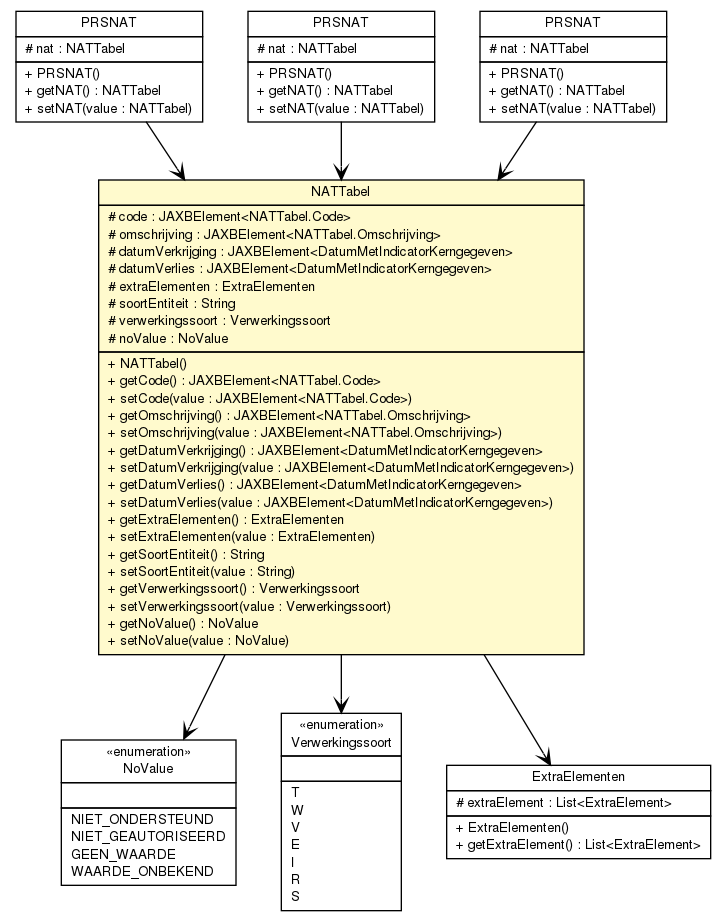 PRSNAT
# nat : NATTabel
+ PRSNAT()
+ getNAT() : NATTabel
+ setNAT(value : NATTabel)
PRSNAT
# nat : NATTabel
+ PRSNAT()
+ getNAT() : NATTabel
+ setNAT(value : NATTabel)
PRSNAT
# nat : NATTabel
+ PRSNAT()
+ getNAT() : NATTabel
+ setNAT(value : NATTabel)
NATTabel
# code : JAXBElement<NATTabel.Code>
# omschrijving : JAXBElement<NATTabel.Omschrijving>
# datumVerkrijging : JAXBElement<DatumMetIndicatorKerngegeven>
# datumVerlies : JAXBElement<DatumMetIndicatorKerngegeven>
# extraElementen : ExtraElementen
# soortEntiteit : String
# verwerkingssoort : Verwerkingssoort
# noValue : NoValue
+ NATTabel()
+ getCode() : JAXBElement<NATTabel.Code>
+ setCode(value : JAXBElement<NATTabel.Code>)
+ getOmschrijving() : JAXBElement<NATTabel.Omschrijving>
+ setOmschrijving(value : JAXBElement<NATTabel.Omschrijving>)
+ getDatumVerkrijging() : JAXBElement<DatumMetIndicatorKerngegeven>
+ setDatumVerkrijging(value : JAXBElement<DatumMetIndicatorKerngegeven>)
+ getDatumVerlies() : JAXBElement<DatumMetIndicatorKerngegeven>
+ setDatumVerlies(value : JAXBElement<DatumMetIndicatorKerngegeven>)
+ getExtraElementen() : ExtraElementen
+ setExtraElementen(value : ExtraElementen)
+ getSoortEntiteit() : String
+ setSoortEntiteit(value : String)
+ getVerwerkingssoort() : Verwerkingssoort
+ setVerwerkingssoort(value : Verwerkingssoort)
+ getNoValue() : NoValue
+ setNoValue(value : NoValue)
«enumeration»
NoValue
NIET_ONDERSTEUND
NIET_GEAUTORISEERD
GEEN_WAARDE
WAARDE_ONBEKEND
«enumeration»
Verwerkingssoort
T
W
V
E
I
R
S
ExtraElementen
# extraElement : List<ExtraElement>
+ ExtraElementen()
+ getExtraElement() : List<ExtraElement>